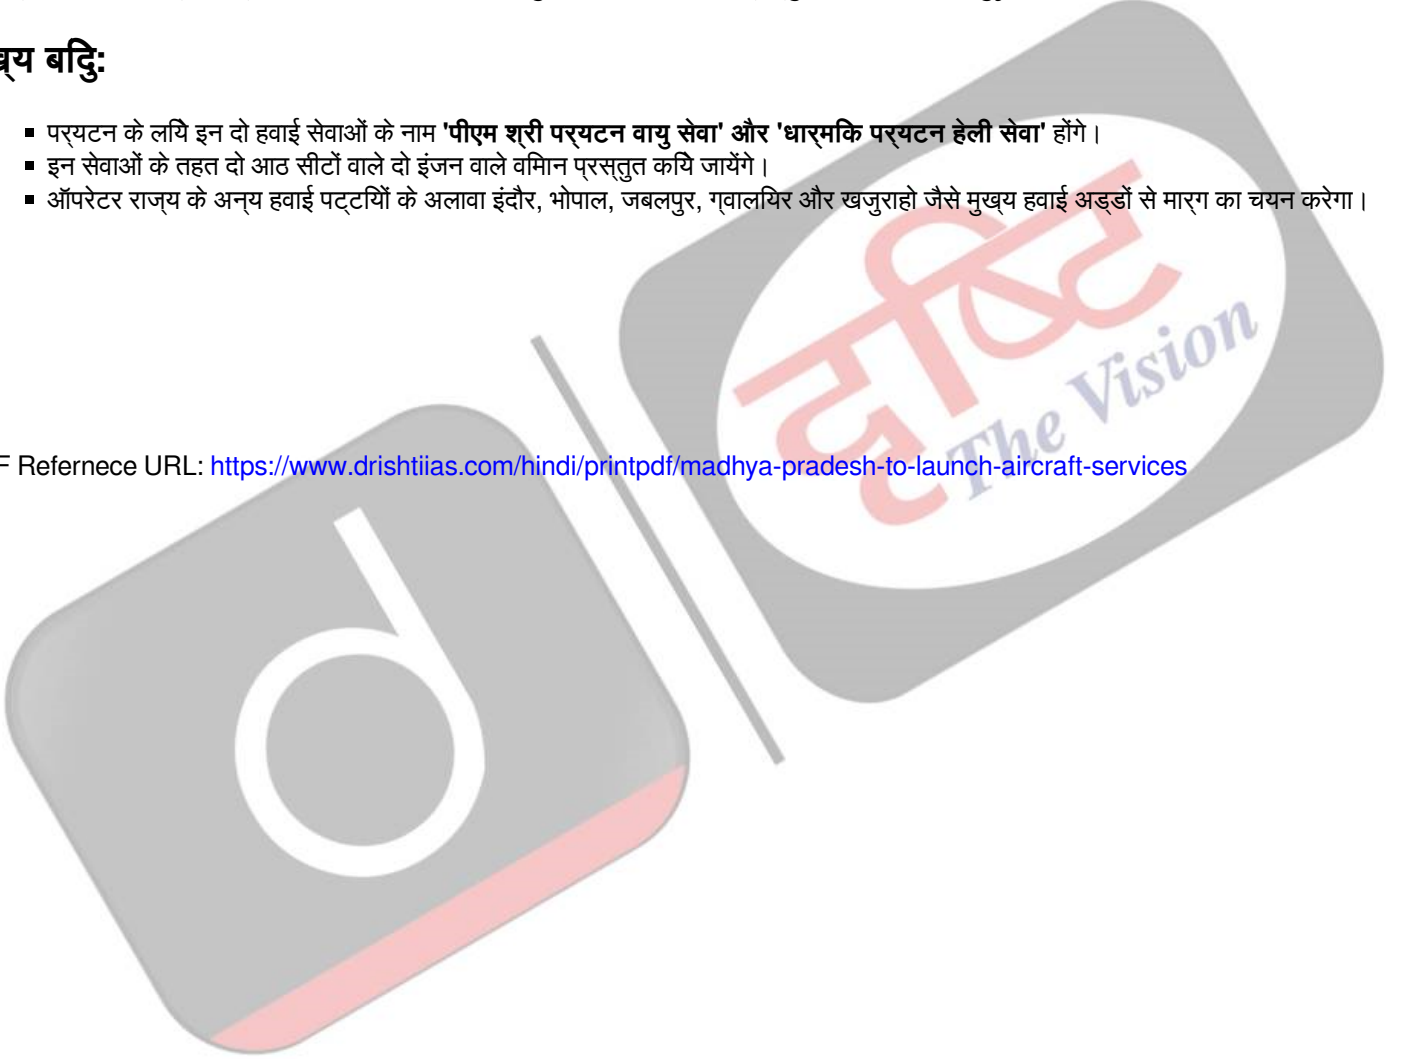 ख्य बिंदु:
पर्यटन के लिये इन दो हवाई सेवाओं के नाम 'पीएम श्री पर्यटन वायु सेवा' और 'धार्मिक पर्यटन हेली सेवा' होंगे।
इन सेवाओं के तहत दो आठ सीटों वाले दो इंजन वाले विमान प्रस्तुत किये जायेंगे।
ऑपरेटर राज्य के अन्य हवाई पट्टियों के अलावा इंदौर, भोपाल, जबलपुर, ग्वालियर और खजुराहो जैसे मुख्य हवाई अड्डों से मार्ग का चयन करेगा।
दृष्टि
The Vision
F Refernece URL: https://www.drishtiias.com/hindi/printpdf/madhya-pradesh-to-launch-aircraft-services
d